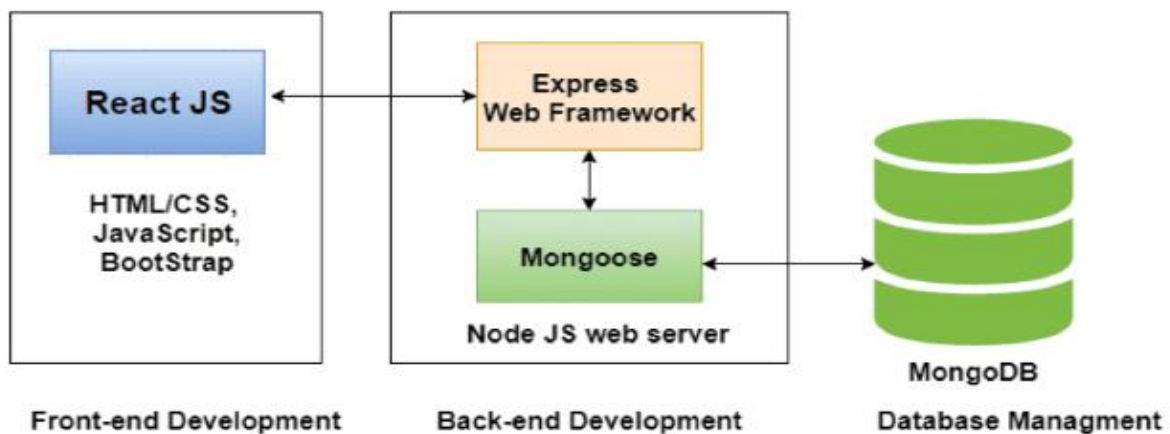 React JS
HTML/CSS,
JavaScript,
BootStrap
Express
Web Framework
Mongoose
Node JS web server
MongoDB
Front-end Development
Back-end Development
Database Managment